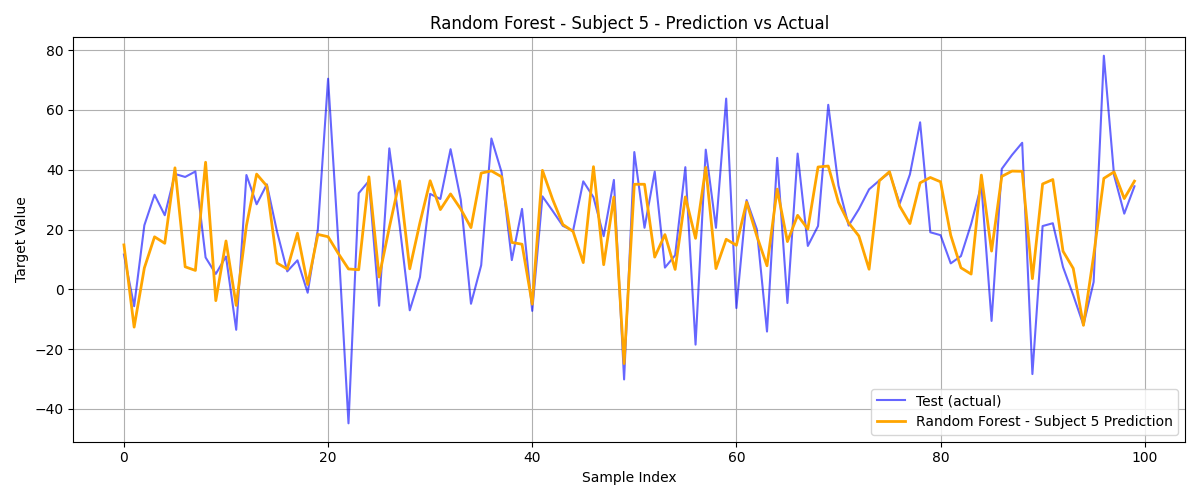 Random Forest - Subject 5 - Prediction vs Actual
Target Value
80
60
40
20
0
−20
−40
0
20
40
60
80
100
Sample Index
Test (actual)
Random Forest - Subject 5 Prediction